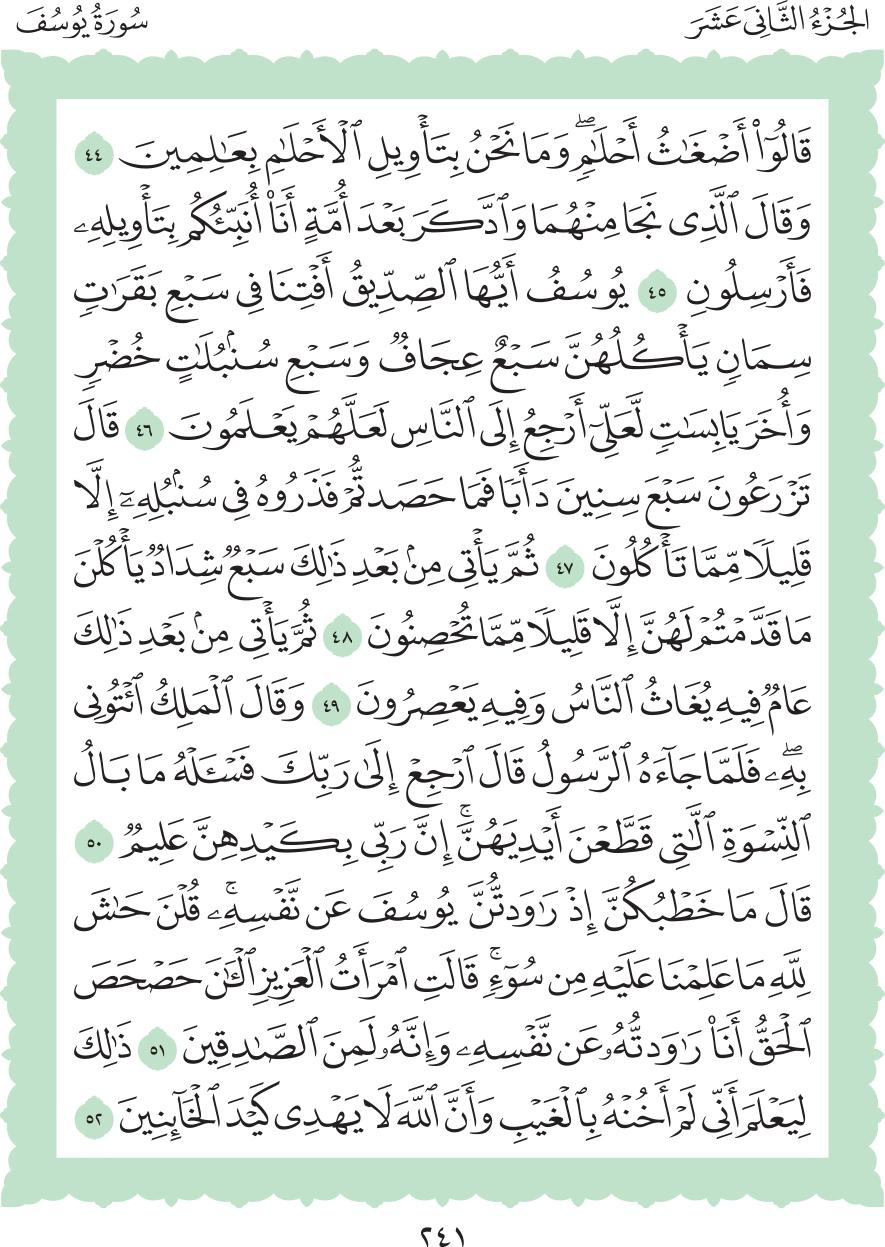 الجُزْءُ الثَّانِيَ عَشَرَ
سُورَةُ يُوسُفَ
قَالُوٓاْ أَضْغَٰثُ أَحْلَٰمٖۖ وَمَا نَحْنُ بِتَأْوِيلِ ٱلْأَحْلَٰمِ بِعَٰلِمِينَ ٤٤
وَقَالَ ٱلَّذِي نَجَا مِنْهُمَا وَٱدَّكَرَ بَعْدَ أُمَّةٍ أَنَا۠ أُنَبِّئُكُم بِتَأْوِيلِهِۦ
فَأَرْسِلُونِ ٤٥ يُوسُفُ أَيُّهَا ٱلصِّدِّيقُ أَفْتِنَا فِي سَبْعِ بَقَرَٰتٖ
سِمَانٖ يَأْكُلُهُنَّ سَبْعٌ عِجَافٞ وَسَبْعِ سُنۢبُلَٰتٍ خُضْرٖ
وَأُخَرَ يَابِسَٰتٖ لَّعَلِّيٓ أَرْجِعُ إِلَى ٱلنَّاسِ لَعَلَّهُمْ يَعْلَمُونَ ٤٦ قَالَ
تَزْرَعُونَ سَبْعَ سِنِينَ دَأَبٗا فَمَا حَصَدتُّمْ فَذَرُوهُ فِي سُنۢبُلِهِۦٓ إِلَّا
قَلِيلٗا مِّمَّا تَأْكُلُونَ ٤٧ ثُمَّ يَأْتِي مِنۢ بَعْدِ ذَٰلِكَ سَبْعٞ شِدَادٞ يَأْكُلْنَ
مَا قَدَّمْتُمْ لَهُنَّ إِلَّا قَلِيلٗا مِّمَّا تُحْصِنُونَ ٤٨ ثُمَّ يَأْتِي مِنۢ بَعْدِ ذَٰلِكَ
عَامٞ فِيهِ يُغَاثُ ٱلنَّاسُ وَفِيهِ يَعْصِرُونَ ٤٩ وَقَالَ ٱلْمَلِكُ ٱئْتُونِي
بِهِۦۖ فَلَمَّا جَآءَهُ ٱلرَّسُولُ قَالَ ٱرْجِعْ إِلَىٰ رَبِّكَ فَسْـَٔلْهُ مَا بَالُ
ٱلنِّسْوَةِ ٱلَّٰتِي قَطَّعْنَ أَيْدِيَهُنَّۚ إِنَّ رَبِّي بِكَيْدِهِنَّ عَلِيمٞ ٥٠
قَالَ مَا خَطْبُكُنَّ إِذْ رَٰوَدتُّنَّ يُوسُفَ عَن نَّفْسِهِۦۚ قُلْنَ حَٰشَ
لِلَّهِ مَا عَلِمْنَا عَلَيْهِ مِن سُوٓءٖۚ قَالَتِ ٱمْرَأَتُ ٱلْعَزِيزِ ٱلْـَٰٔنَ حَصْحَصَ
ٱلْحَقُّ أَنَا۠ رَٰوَدتُّهُۥ عَن نَّفْسِهِۦ وَإِنَّهُۥ لَمِنَ ٱلصَّٰدِقِينَ ٥١ ذَٰلِكَ
لِيَعْلَمَ أَنِّي لَمْ أَخُنْهُ بِٱلْغَيْبِ وَأَنَّ ٱللَّهَ لَا يَهْدِي كَيْدَ ٱلْخَآئِنِينَ ٥٢
٢٤١